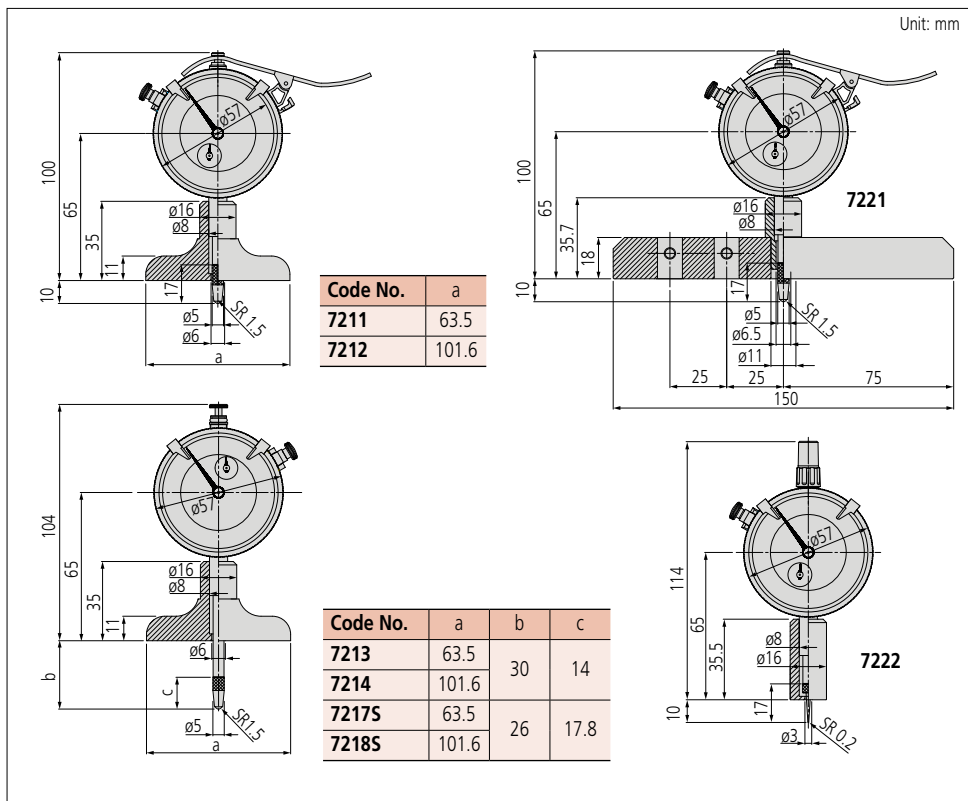 Unit: mm
ø57
100
65
35
11
10
ø16
ø8
17
SR 1.5
ø5
ø6
a
Code No. a
7211 63.5
7212 101.6
ø57
7221
100
65
35.7
18
10
ø16
ø8
17
SR 1.5
ø5
ø6.5
ø11
25 25 75
150
ø57
104
65
35
11
b
ø16
ø8
ø6
c
SR1.5
ø5
a
Code No. a b c
7213 63.5 30 14
7214 101.6
7217S 63.5 26 17.8
7218S 101.6
ø57
114
65
35.5
10
ø8
ø16
7222
17
SR 0.2
ø3